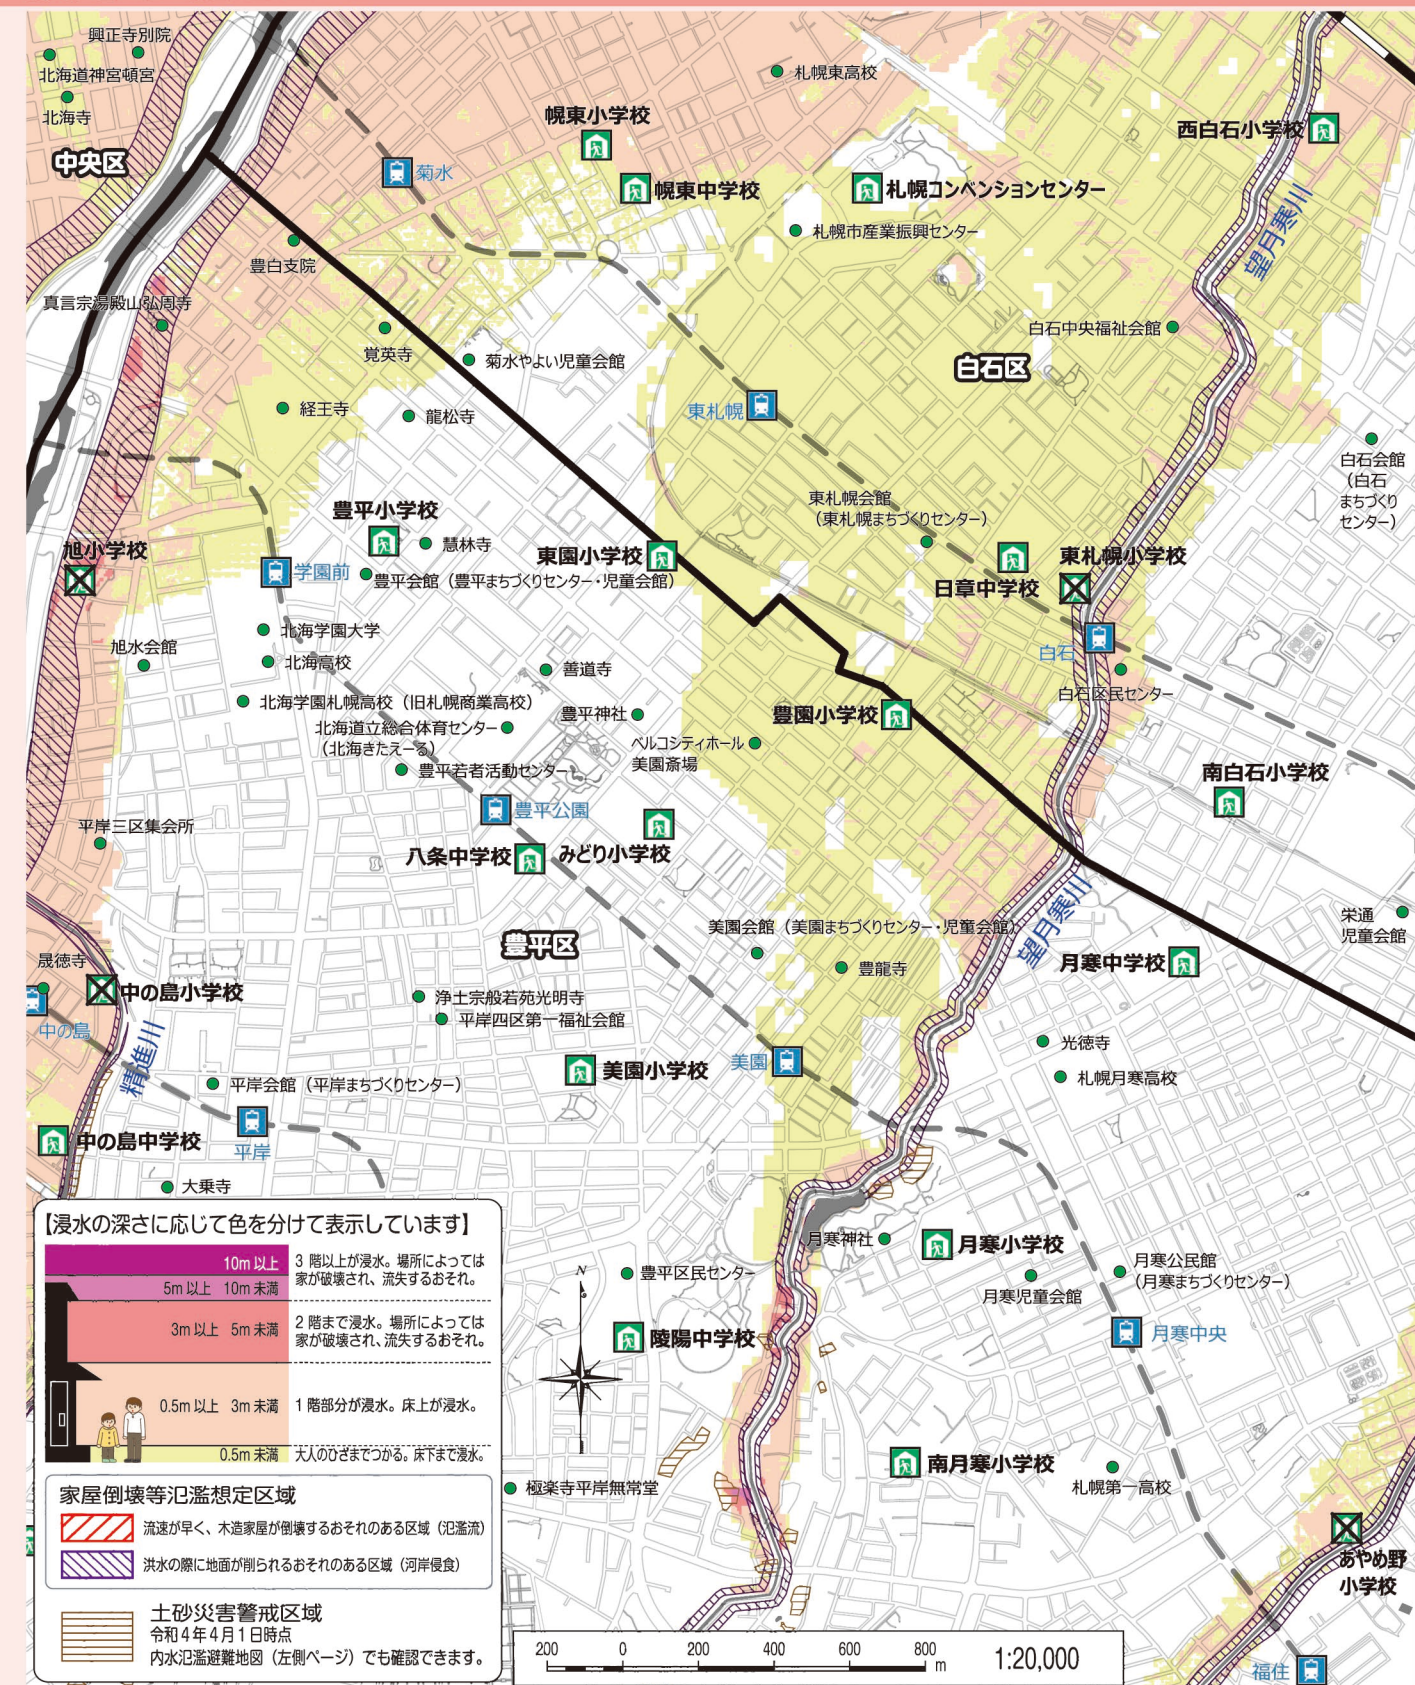 興正寺別院
北海道神宮頓宮
北海寺
中央区
札幌東高校
幌東小学校
菊水
幌東中学校
札幌コンベンションセンター
西白石小学校
札幌市産業振興センター
望月寒川
豊白支院
真言宗湯殿山弘周寺
覚英寺
菊水やよい児童会館
白石中央福祉会館
白石区
経王寺
龍松寺
東札幌
白石会館
(白石
まちづくり
センター)
豊平小学校
慧林寺
東札幌会館
(東札幌まちづくりセンター)
旭小学校
学園前
豊平会館(豊平まちづくりセンター・児童会館)
東園小学校
日章中学校
東札幌小学校
北海学園大学
旭水会館
北海高校
善道寺
白石
白石区民センター
北海学園札幌高校(旧札幌商業高校)
北海道立総合体育センター
(北海きたえーる)
豊平神社
豊園小学校
ベルコシティホール
美園斎場
豊平若者活動センター
南白石小学校
豊平公園
平岸三区集会所
八条中学校
みどり小学校
望月寒川
美園会館(美園まちづくりセンター・児童会館)
栄通
児童会館
豊平区
豊龍寺
月寒中学校
晟徳寺
中の島小学校
浄土宗般若苑光明寺
平岸四区第一福祉会館
中の島
精進川
光徳寺
美園小学校
美園
札幌月寒高校
平岸会館(平岸まちづくりセンター)
中の島中学校
平岸
大乗寺
月寒神社
月寒小学校
月寒公民館
(月寒まちづくりセンター)
月寒児童会館
豊平区民センター
陵陽中学校
月寒中央
N
南月寒小学校
札幌第一高校
極楽寺平岸無常堂
あやめ野
小学校
福住
【浸水の深さに応じて色を分けて表示しています】
10m以上
3階以上が浸水。場所によっては
家が破壊され、流失するおそれ。
5m以上 10m未満
3m以上 5m未満
2階まで浸水。場所によっては
家が破壊され、流失するおそれ。
0.5m以上 3m未満
1階部分が浸水。床上が浸水。
0.5m未満
大人のひざまでつかる。床下まで浸水。
家屋倒壊等氾濫想定区域
流速が早く、木造家屋が倒壊するおそれのある区域(氾濫流)
洪水の際に地面が削られるおそれのある区域(河岸侵食)
土砂災害警戒区域
令和4年4月1日時点
内水氾濫避難地図(左側ページ)でも確認できます。
200 0 200 400 600 800 m
1:20,000